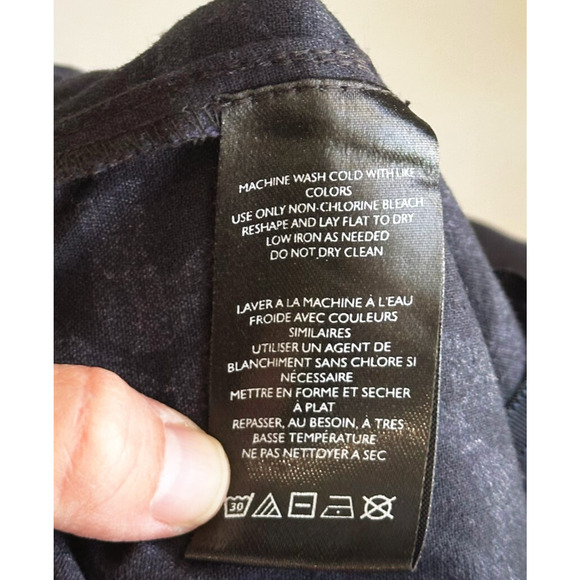 MACHINE WASH COLD WITH LIKE
COLORS
USE ONLY NON-CHLORINE BLEACH
RESHAPE AND LAY FLAT TO DRY
LOW IRON AS NEEDED
DO NOT DRY CLEAN
LAVER A LA MACHINE À L'EAU
FROIDE AVEC COULEURS
SIMILAIRES
UTILISER UN AGENT DE
BLANCHIMENT SANS CHLORE SI
NÉCESSAIRE
METTRE EN FORME ET SECHER
À PLAT
REPASSER, AU BESOIN, À TRÈS
BASSE TEMPÉRATURE
NE PAS NETTOYER A SEC
30